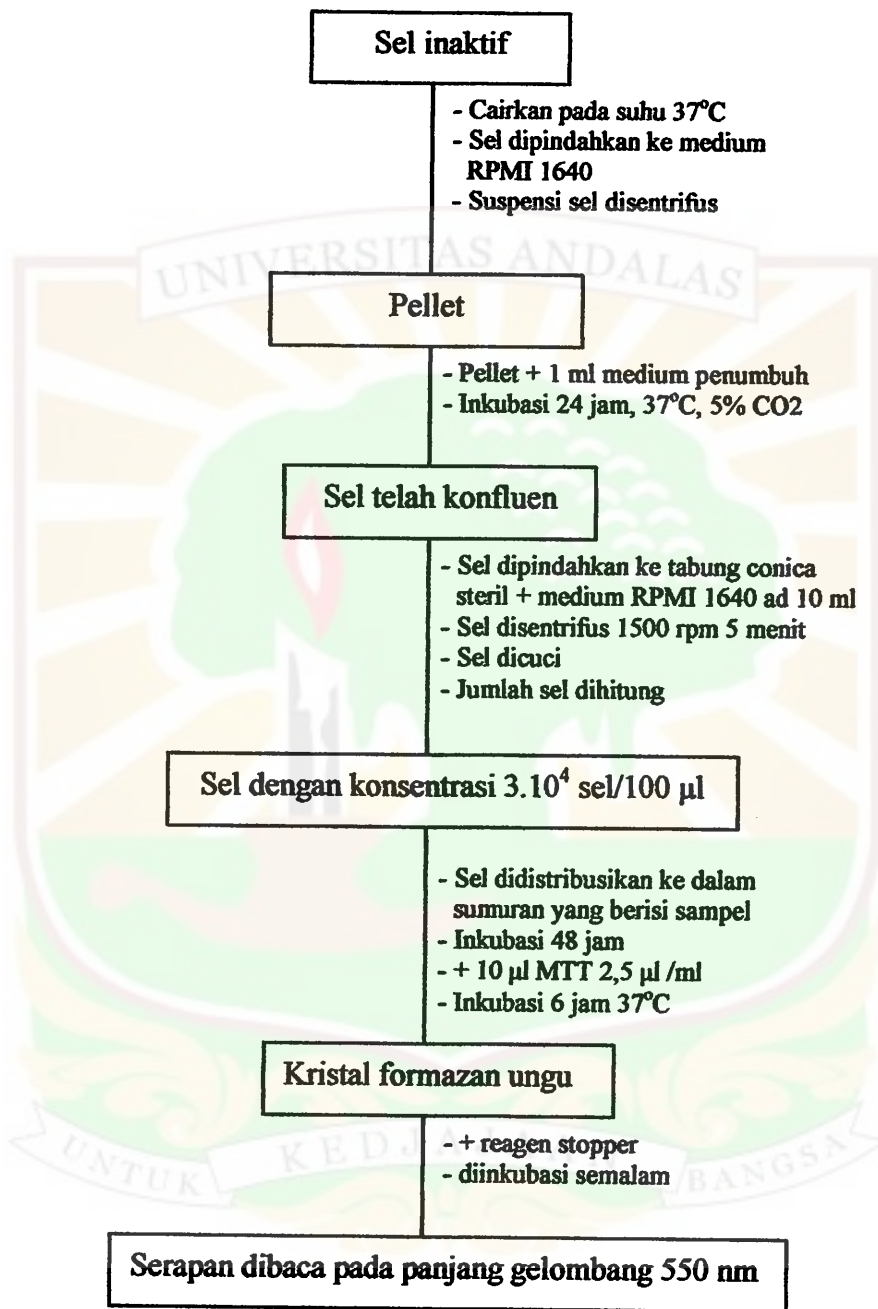 Sel inaktif
- Cairkan pada suhu 37°C
- Sel dipindahkan ke medium
RPMI 1640
- Suspensi sel disentrifus
UNIVERSITAS ANDALAS
Pellet
- Pellet + 1 ml medium penumbuh
- Inkubasi 24 jam, 37°C, 5% CO2
Sel telah konfluen
- Sel dipindahkan ke tabung conica
steril + medium RPMI 1640 ad 10 ml
- Sel disentrifus 1500 rpm 5 menit
- Sel dicuci
- Jumlah sel dihitung
Sel dengan konsentrasi 3.10⁴ sel/100 µl
- Sel didistribusikan ke dalam
sumuran yang berisi sampel
- Inkubasi 48 jam
- + 10 µl MTT 2,5 µl /ml
- Inkubasi 6 jam 37°C
Kristal formazan ungu
- + reagen stopper
- diinkubasi semalam
UNTUK BANGSA
Serapan dibaca pada panjang gelombang 550 nm